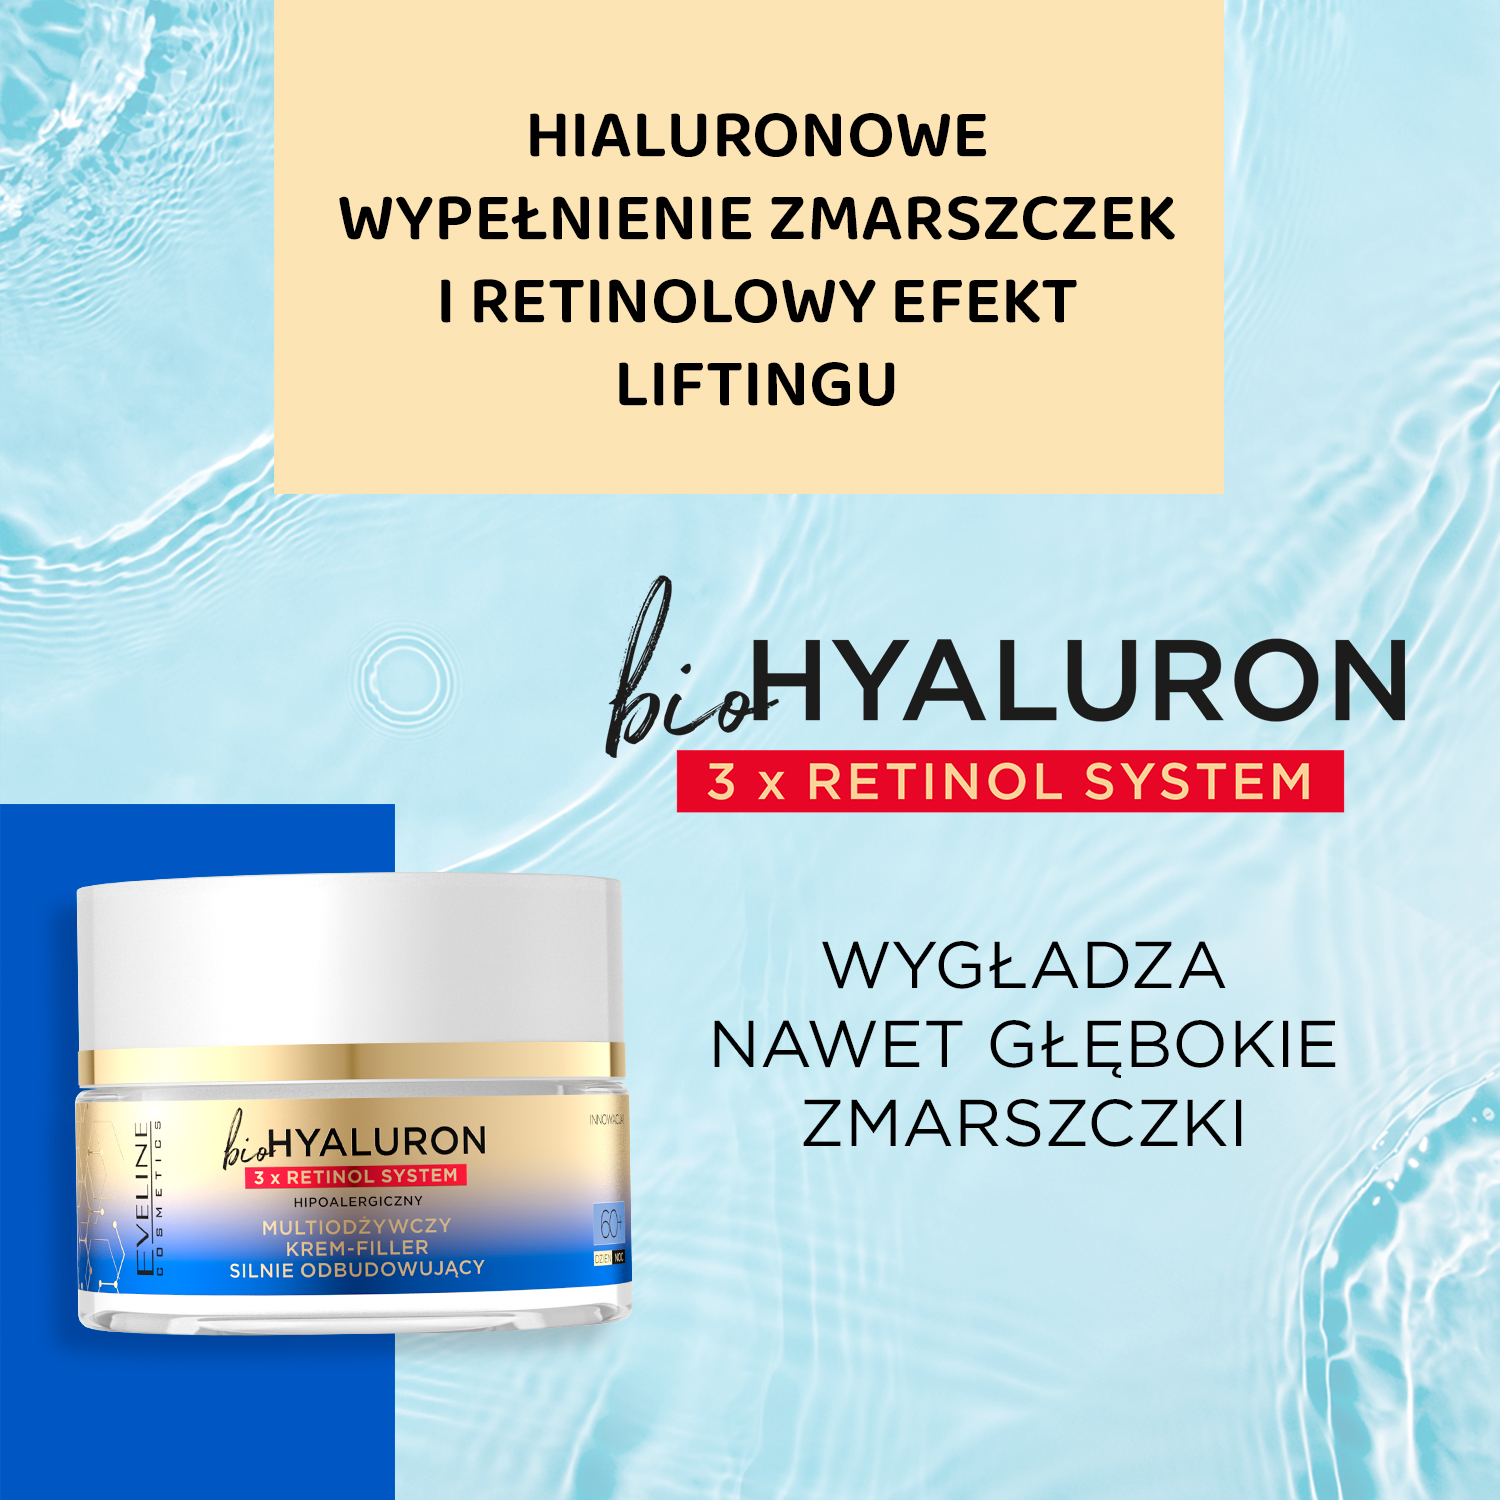 HIALURONOWE
WYPEŁNIENIE ZMARSZCZEK
I RETINOLOWY EFEKT
LIFTINGU
bioHYALURON
3 x RETINOL SYSTEM
WYGŁADZA
NAWET GŁĘBOKIE
ZMARSZCZKI
EVELINE
COSMETICS
bioHYALURON
3 x RETINOL SYSTEM
HIPOALERGICZNY
MULTIODŻYWCZY
KREM-FILLER
SILNIE ODBUDOWUJĄCY
INNOWACJA
60+
DZIEŃ NOC